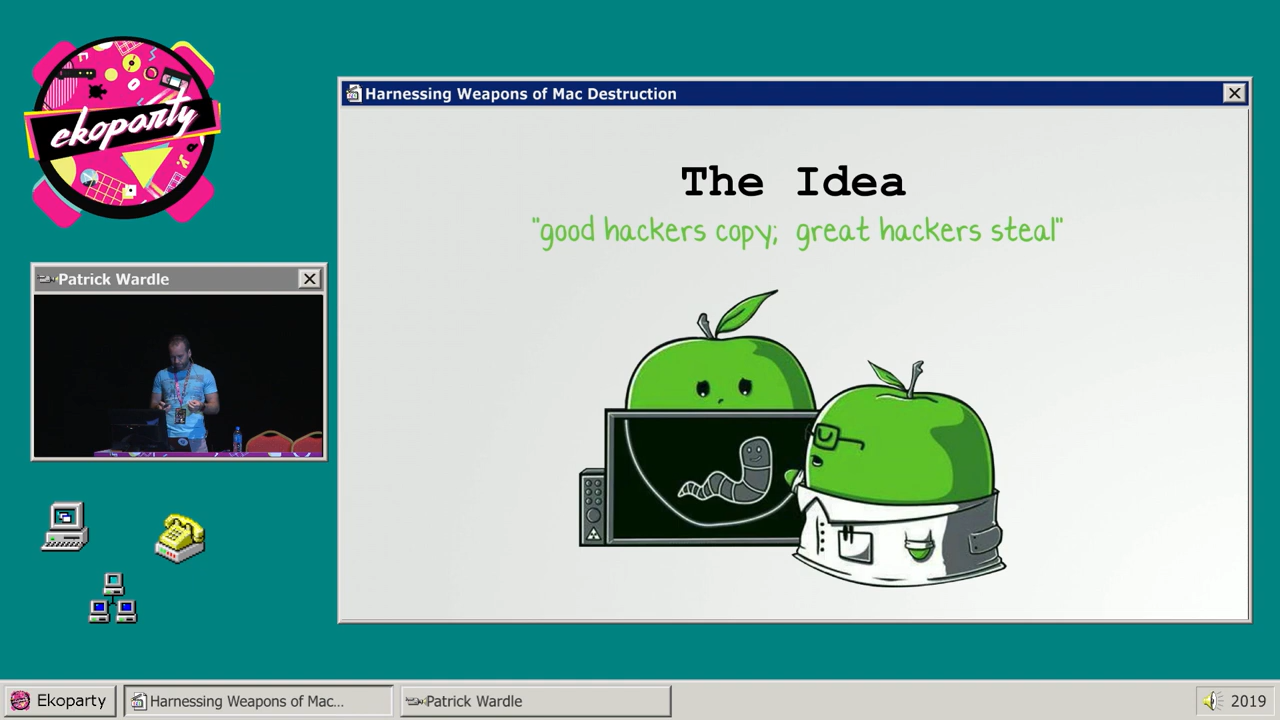 ekoparty
Harnessing Weapons of Mac Destruction
The Idea
"good hackers copy; great hackers steal"
Patrick Wardle
Ekoparty
Harnessing Weapons of Mac...
Patrick Wardle
2019